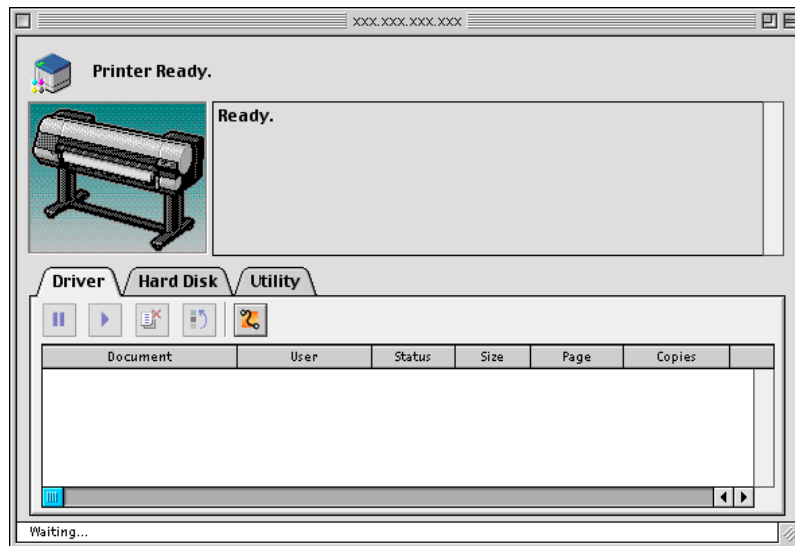 xxx.xxx.xxx.xxx
Printer Ready.
Ready.
Driver Hard Disk Utility
Document User Status Size Page Copies
Waiting...